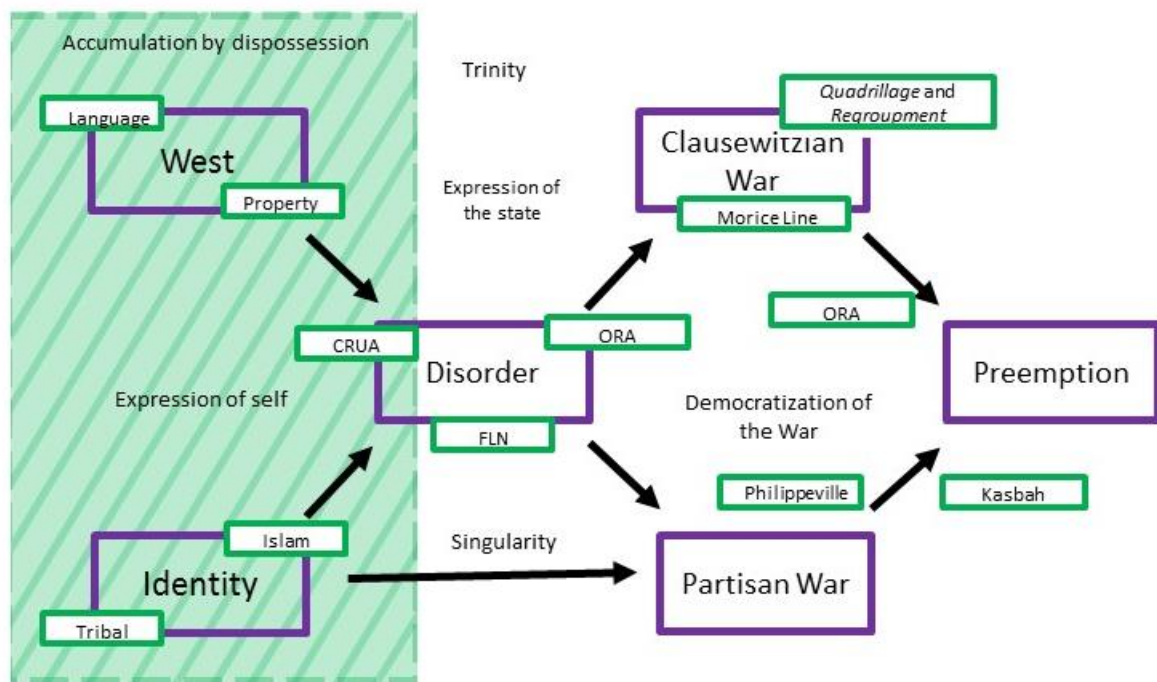 Accumulation by dispossession
Trinity
Quadrillage and
Regroupment
Language
West
Property
Clausewitzian
War
Morice Line
Expression of
the state
CRUA
ORA
Disorder
FLN
ORA
Preemption
Expression of self
Democratization of
the War
Philippeville
Kasbah
Islam
Identity
Tribal
Singularity
Partisan War